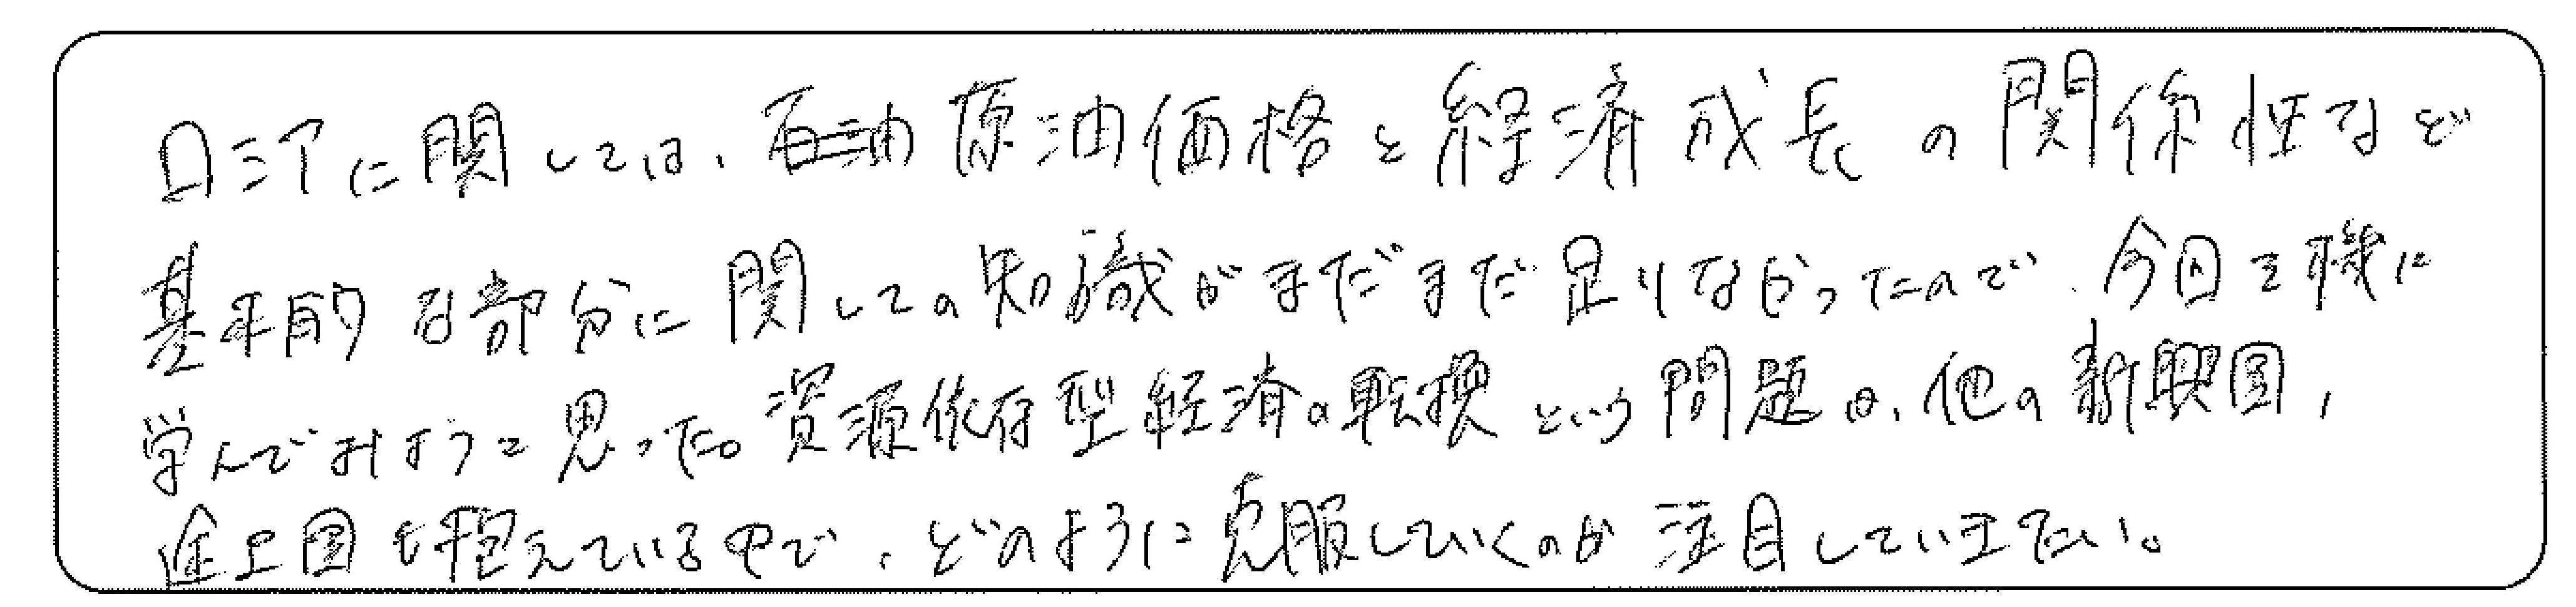 ロシアに関しては、原油価格と経済成長の関係性など
基本的な部分に関しての知識がまだまだ足りなかったので、今回を機に
学んでみようと思った。資源依存型経済の転換という問題は、他の新興国,
途上国も抱えている中で、どのように克服していくのか注目していきたい。